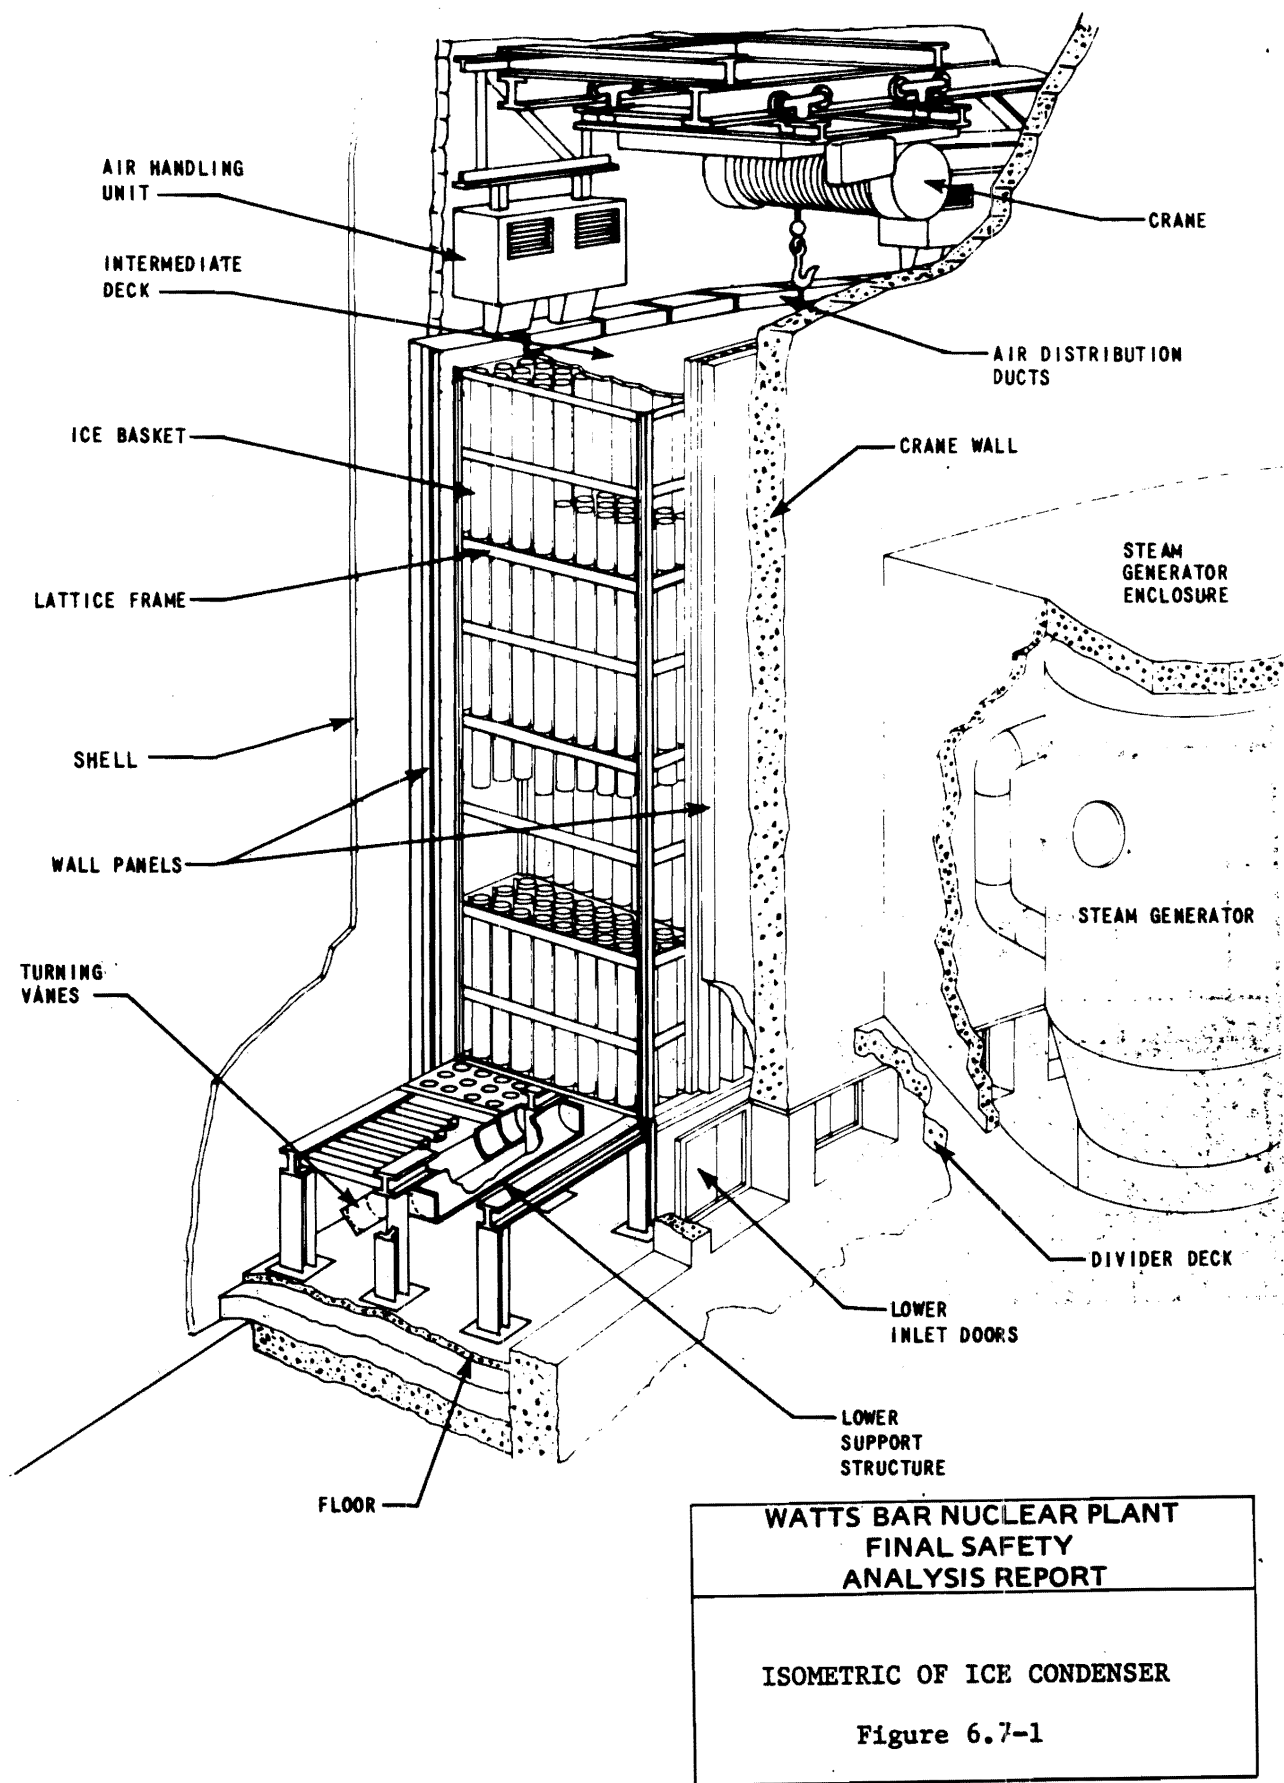 AIR HANDLING
UNIT
CRANE
INTERMEDIATE
DECK
AIR DISTRIBUTION
DUCTS
ICE BASKET
CRANE WALL
STEAM
GENERATOR
ENCLOSURE
LATTICE FRAME
SHELL
WALL PANELS
STEAM GENERATOR
TURNING
VANES
DIVIDER DECK
LOWER
INLET DOORS
LOWER
SUPPORT
STRUCTURE
FLOOR
WATTS BAR NUCLEAR PLANT
FINAL SAFETY
ANALYSIS REPORT
ISOMETRIC OF ICE CONDENSER
Figure 6.7-1